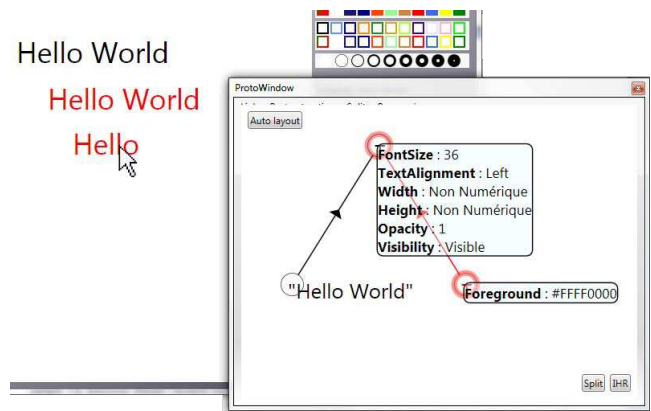 Hello World
Hello World
Hello
ProtoWindow
Auto layout
FontSize : 36
TextAlignment : Left
Width : Non Numérique
Height : Non Numérique
Opacity : 1
Visibility : Visible
"Hello World"
Foreground : #FFFF0000
Split IHR